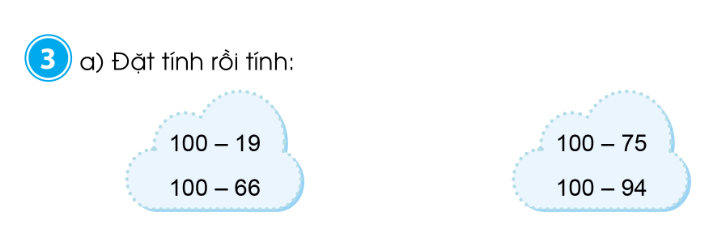 3 a) Đặt tính rồi tính:
100 – 19
100 – 66
100 – 75
100 – 94